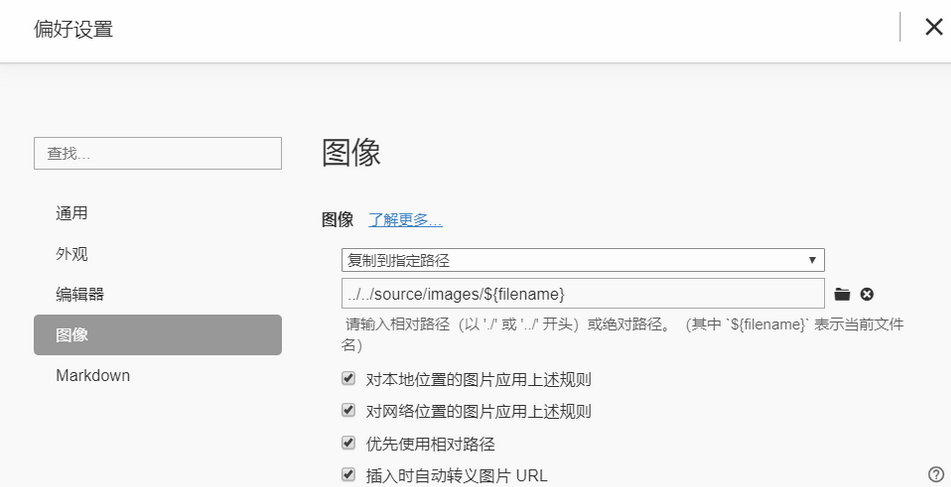 偏好设置
查找...
通用
外观
编辑器
图像
Markdown
图像
图像 了解更多...
复制到指定路径
../../source/images/${filename}
请输入相对路径（以 './' 或 '../' 开头）或绝对路径。（其中 `${filename}` 表示当前文件
名）
对本地位置的图片应用上述规则
对网络位置的图片应用上述规则
优先使用相对路径
插入时自动转义图片 URL